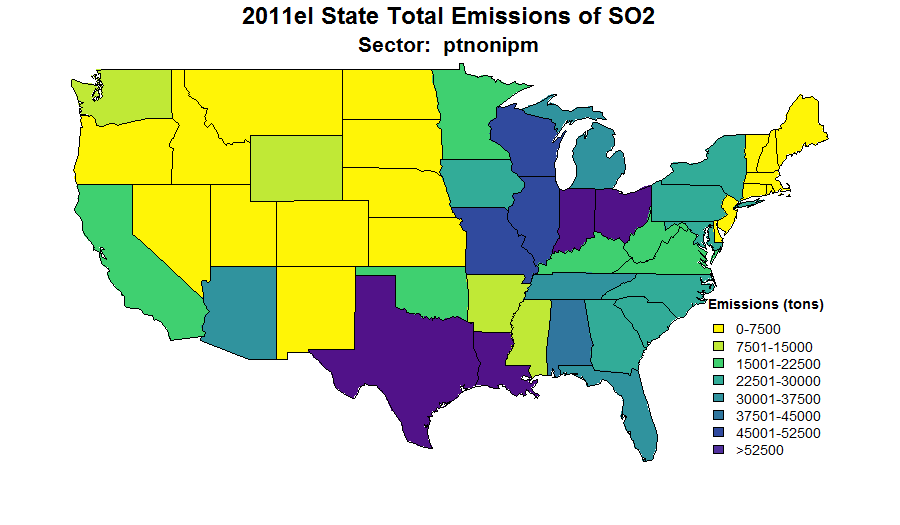 2011el State Total Emissions of SO2
Sector: ptnonipm
Emissions (tons)
0-7500
7501-15000
15001-22500
22501-30000
30001-37500
37501-45000
45001-52500
>52500